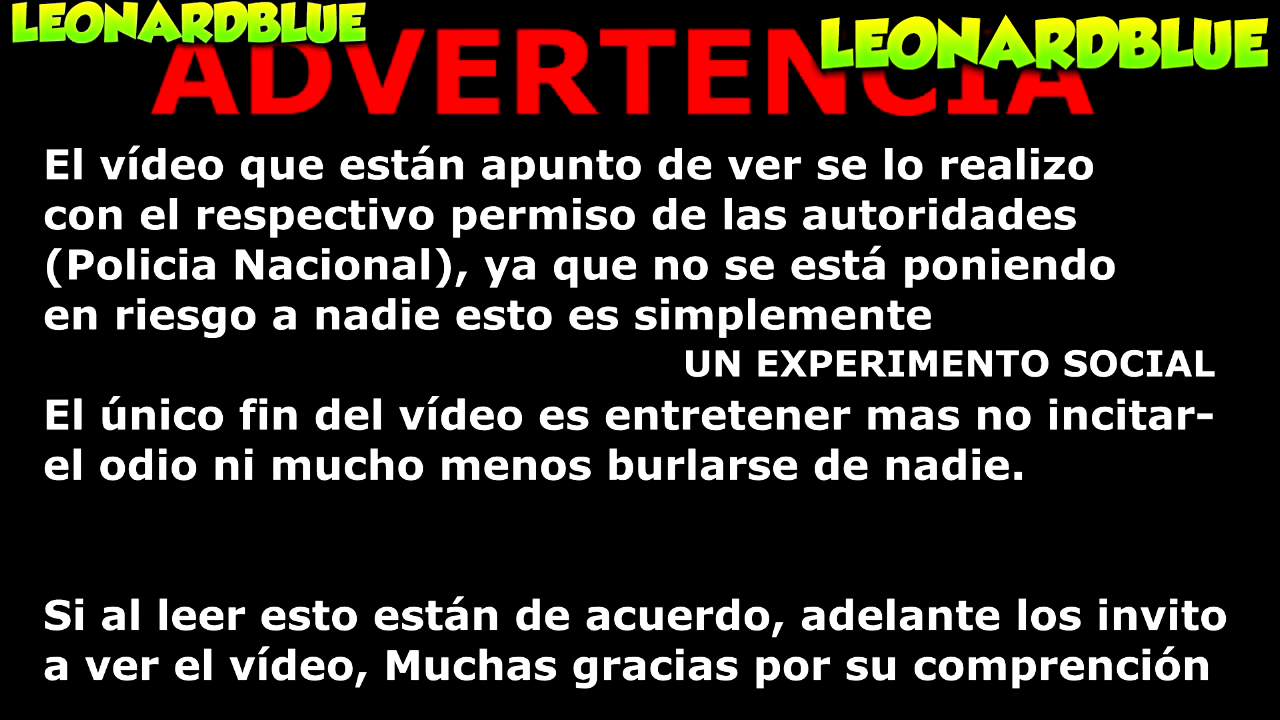 LEONARDBLUE
LEONARDBLUE
ADVERTENCIA
El vídeo que están apunto de ver se lo realizo
con el respectivo permiso de las autoridades
(Policia Nacional), ya que no se está poniendo
en riesgo a nadie esto es simplemente
UN EXPERIMENTO SOCIAL
El único fin del vídeo es entretener mas no incitar-
el odio ni mucho menos burlarse de nadie.
Si al leer esto están de acuerdo, adelante los invito
a ver el vídeo, Muchas gracias por su comprención